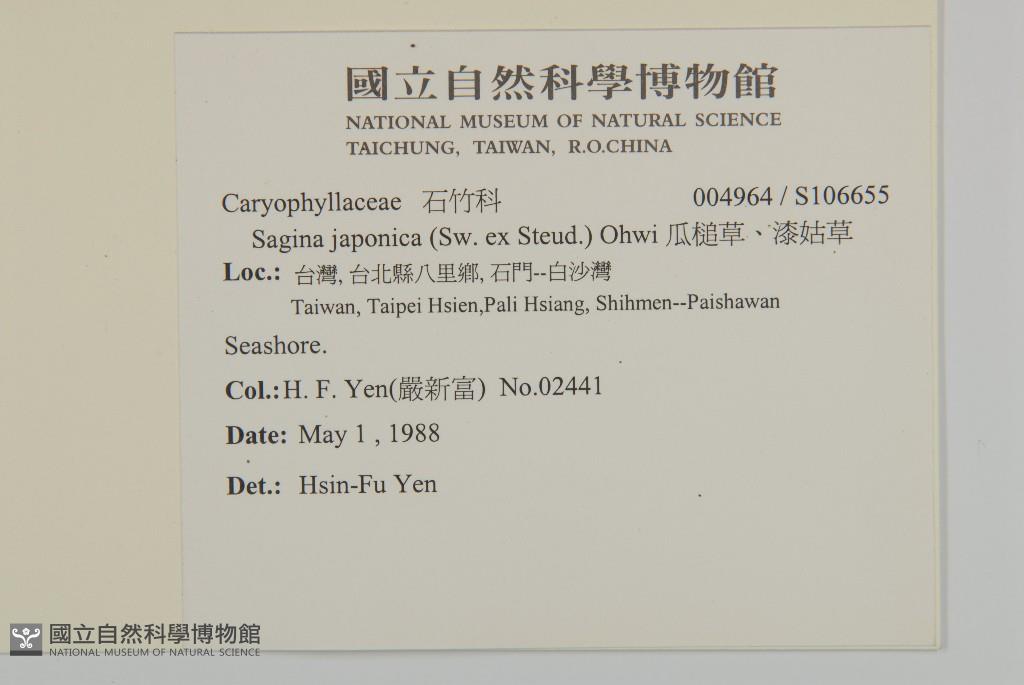 國立自然科學博物館
NATIONAL MUSEUM OF NATURAL SCIENCE
TAICHUNG, TAIWAN, R.O.CHINA
Caryophyllaceae 石竹科 004964 / S106655
Sagina japonica (Sw. ex Steud.) Ohwi 瓜槌草、漆姑草
Loc.: 台灣, 台北縣八里鄉, 石門--白沙灣
Taiwan, Taipei Hsien,Pali Hsiang, Shihmen--Paishawan
Seashore.
Col.:H. F. Yen(嚴新富) No.02441
Date: May 1 , 1988
Det.: Hsin-Fu Yen
國立自然科學博物館
NATIONAL MUSEUM OF NATURAL SCIENCE